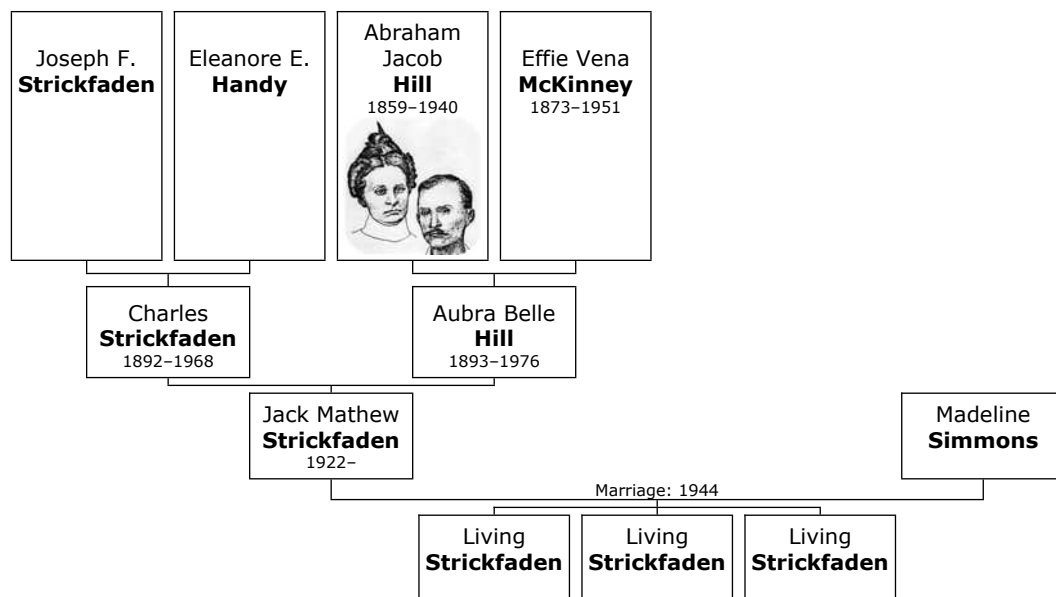 Joseph F.
Strickfaden
Eleanore E.
Handy
Abraham
Jacob
Hill
1859–1940
Effie Vena
McKinney
1873–1951
Charles
Strickfaden
1892–1968
Aubra Belle
Hill
1893–1976
Jack Mathew
Strickfaden
1922–
Madeline
Simmons
Marriage: 1944
Living
Strickfaden
Living
Strickfaden
Living
Strickfaden